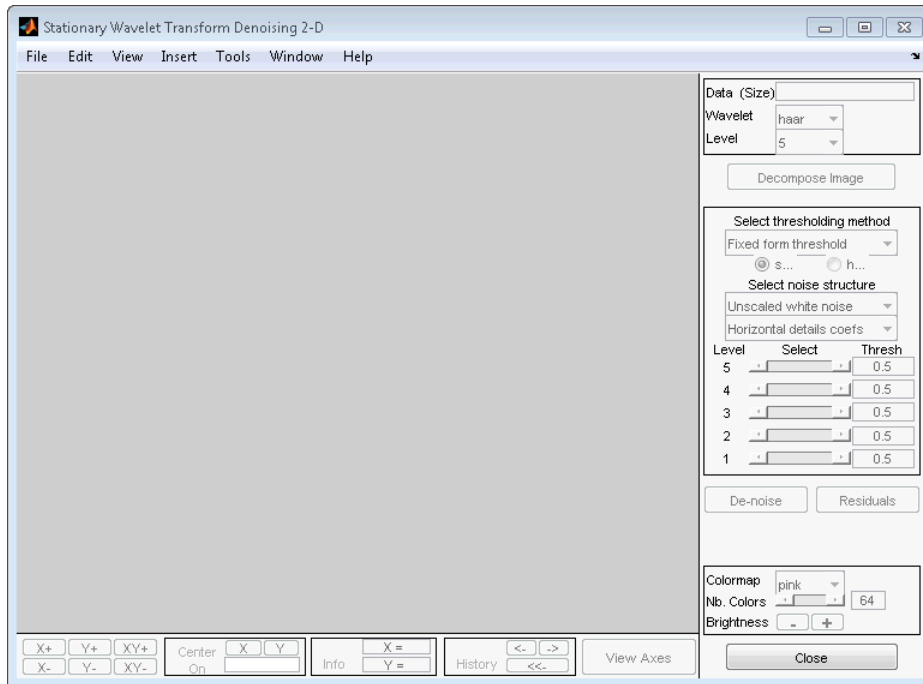 Stationary Wavelet Transform Denoising 2-D
File Edit View Insert Tools Window Help
Data (Size)
Wavelet haar
Level 5
Decompose Image
Select thresholding method
Fixed form threshold
s... h...
Select noise structure
Unscaled white noise
Horizontal details coefs
Level Select Thresh
5 0.5
4 0.5
3 0.5
2 0.5
1 0.5
De-noise Residuals
Colormap pink
Nb. Colors 64
Brightness - +
X+ Y+ XY+ Center X Y X = <- -> View Axes
X- Y- XY- On Info Y = History <<-
Close